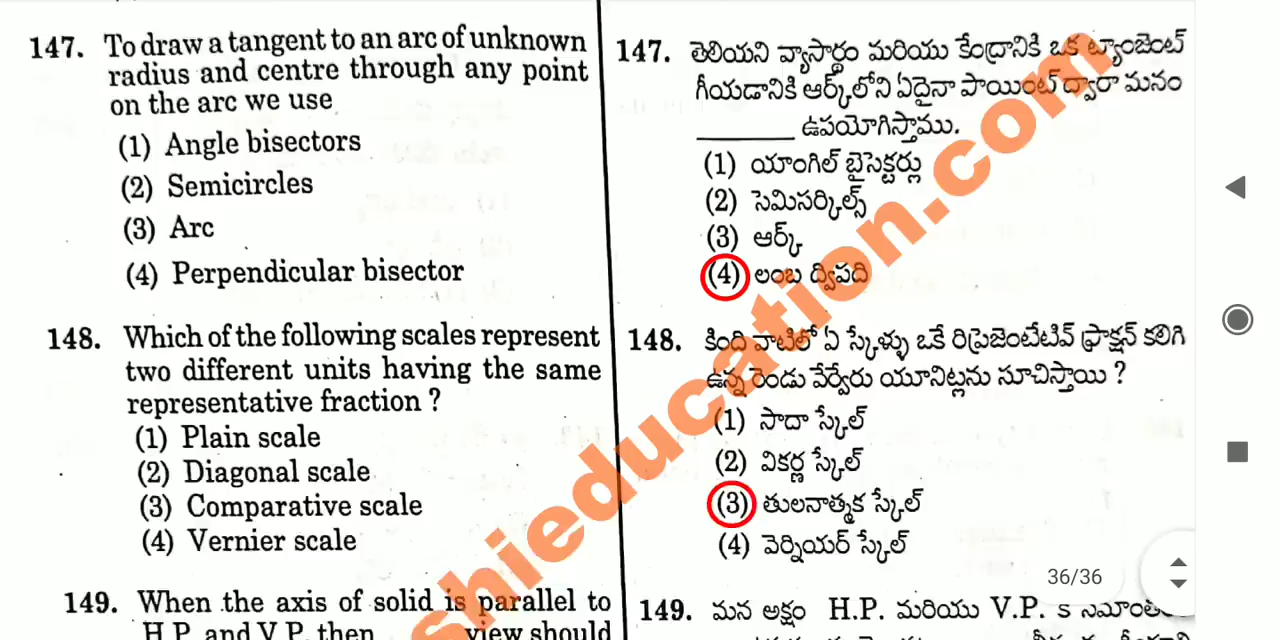 147. To draw a tangent to an arc of unknown
radius and centre through any point
on the arc we use
(1) Angle bisectors
(2) Semicircles
(3) Arc
(4) Perpendicular bisector
148. Which of the following scales represent
two different units having the same
representative fraction ?
(1) Plain scale
(2) Diagonal scale
(3) Comparative scale
(4) Vernier scale
149. When the axis of solid is parallel to
H.P. and V.P. then view should
147. తెలియని వ్యాసార్థం మరియు కేంద్రానికి ఒక ట్యాంజెంట్
గీయడానికి ఆర్క్‌లోని ఏదైనా పాయింట్ ద్వారా మనం
________ ఉపయోగిస్తాము.
(1) యాంగిల్ బైసెక్టర్లు
(2) సెమిసర్కిల్స్
(3) ఆర్క్
(4) లంబ ద్విపది
148. కింది వాటిలో ఏ స్కేళ్ళు ఒకే రిప్రెజెంటేటివ్ ఫ్రాక్షన్ కలిగి
ఉన్న రెండు వేర్వేరు యూనిట్లను సూచిస్తాయి ?
(1) సాదా స్కేల్
(2) వికర్ణ స్కేల్
(3) తులనాత్మక స్కేల్
(4) వెర్నియర్ స్కేల్
149. మన అక్షం H.P. మరియు V.P. కి
shieducation.com
36/36